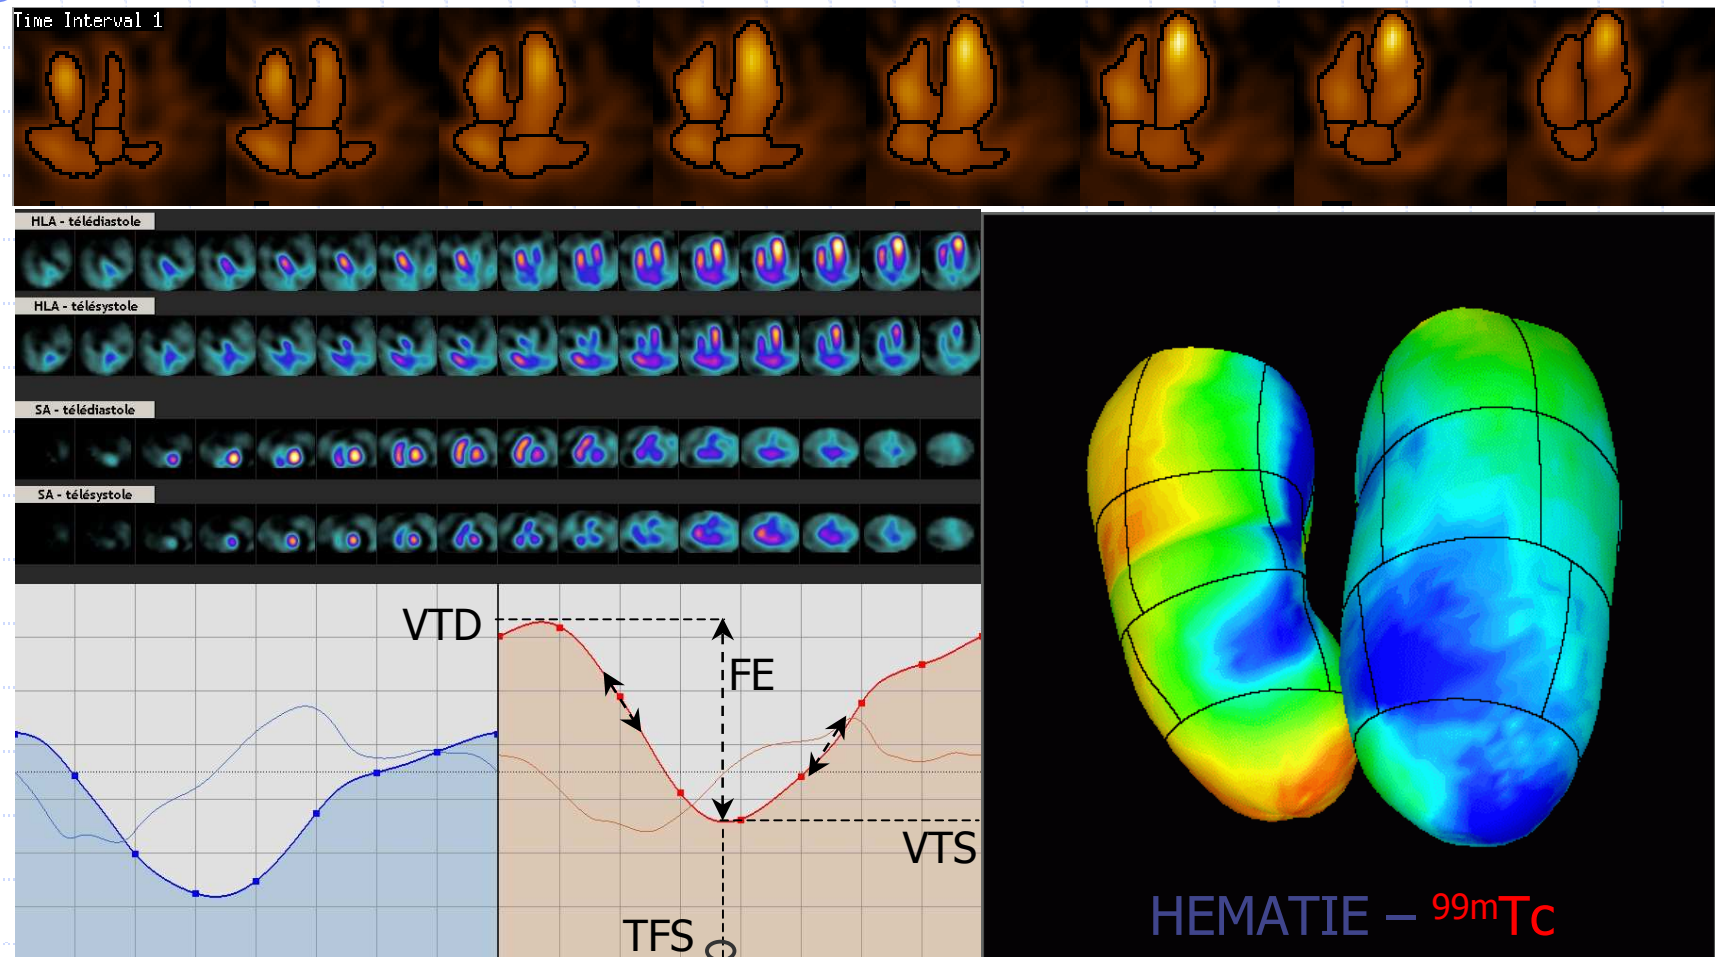 Time Interval 1
HLA - télédiastole
HLA - télésystole
SA - télédiastole
SA - télésystole
VTD
FE
VTS
TFS
HEMATIE – 99mTc